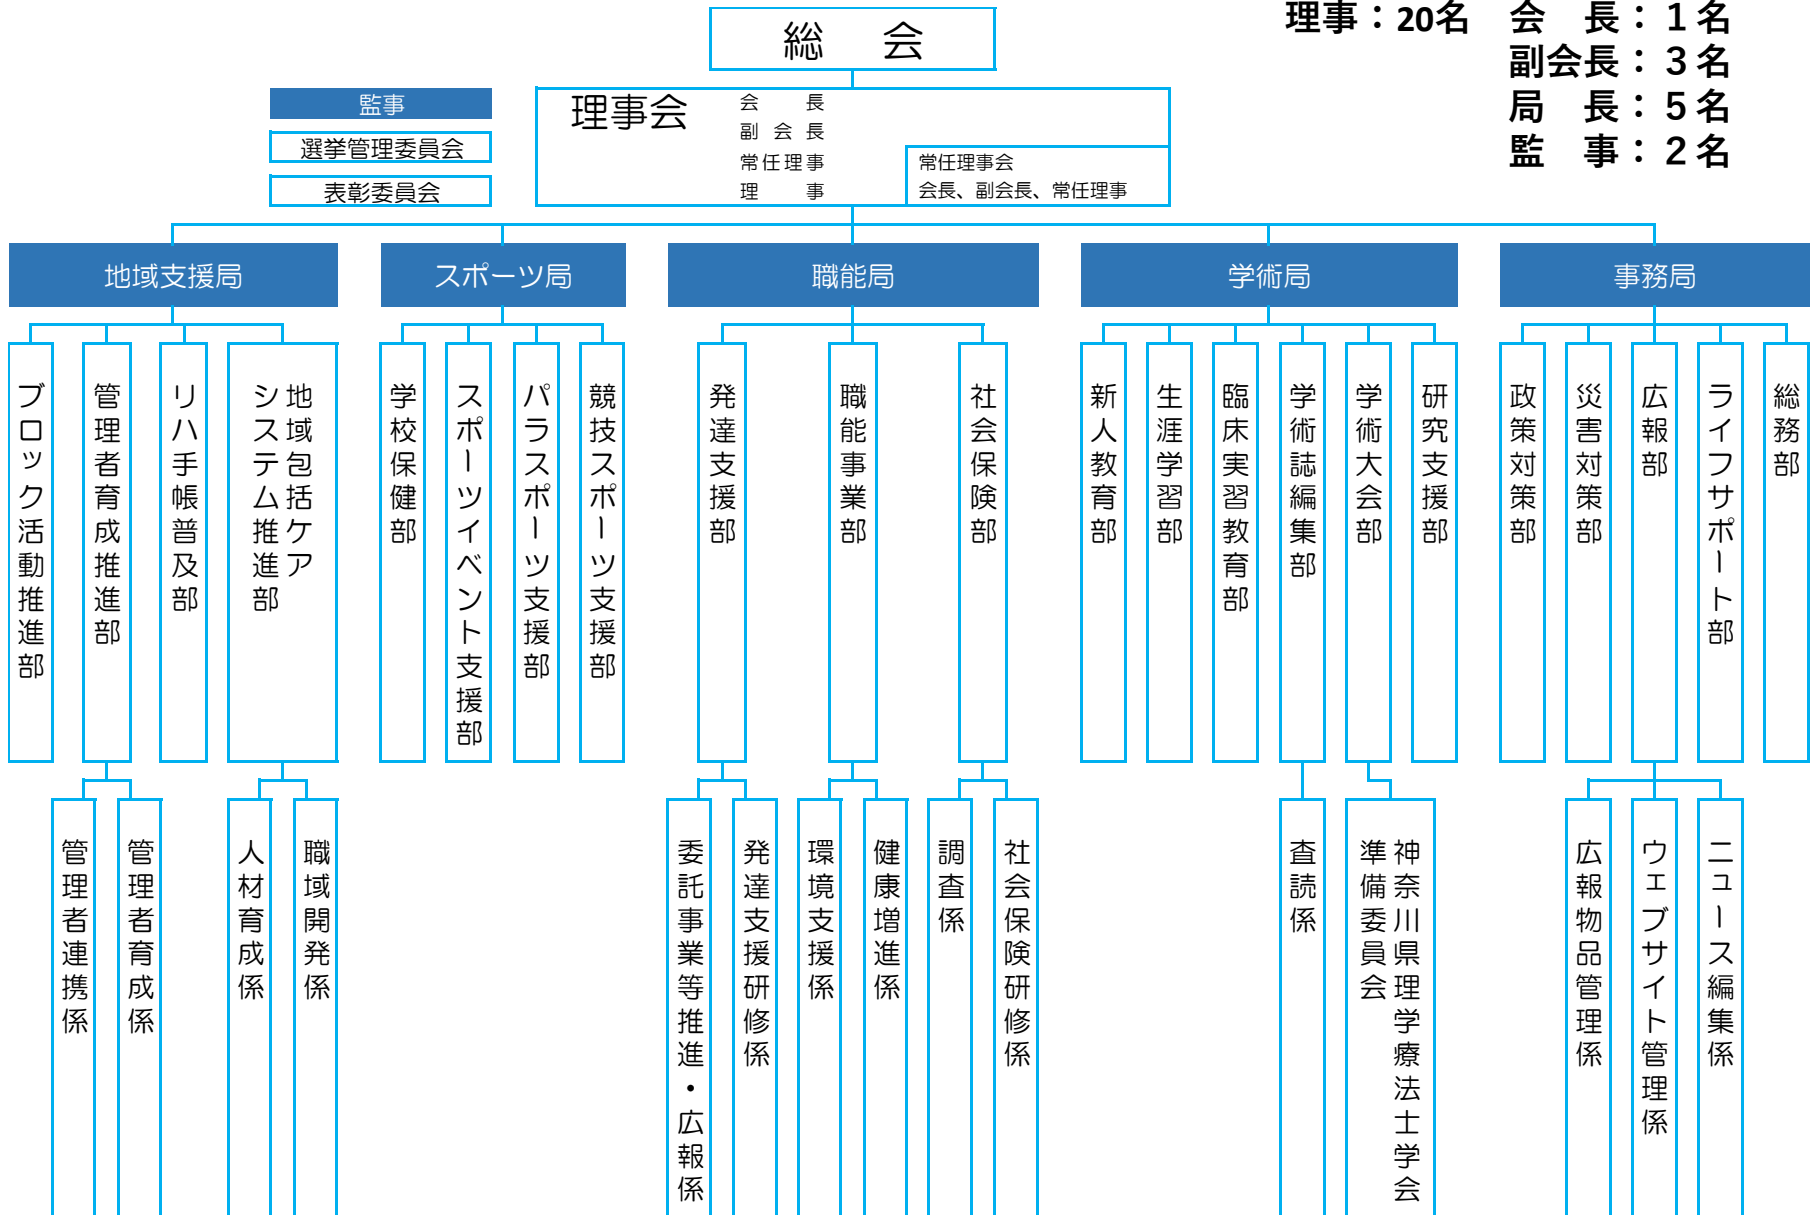 総　会
理事：20名　会　長：１名
副会長：３名
局　長：５名
監　事：２名
監事
選挙管理委員会
表彰委員会
理事会
会　長
副会長
常任理事
理　事
常任理事会
会長、副会長、常任理事
地域支援局
スポーツ局
職能局
学術局
事務局
ブロック活動推進部
管理者育成推進部
リハ手帳普及部
地域包括ケア
システム推進部
学校保健部
スポーツイベント支援部
パラスポーツ支援部
競技スポーツ支援部
発達支援部
職能事業部
社会保険部
新人教育部
生涯学習部
臨床実習教育部
学術誌編集部
学術大会部
研究支援部
政策対策部
災害対策部
広報部
ライフサポート部
総務部
管理者連携係
管理者育成係
人材育成係
職域開発係
委託事業等推進・広報係
発達支援研修係
環境支援係
健康増進係
調査係
社会保険研修係
査読係
神奈川県理学療法士学会
準備委員会
広報物品管理係
ウェブサイト管理係
ニュース編集係